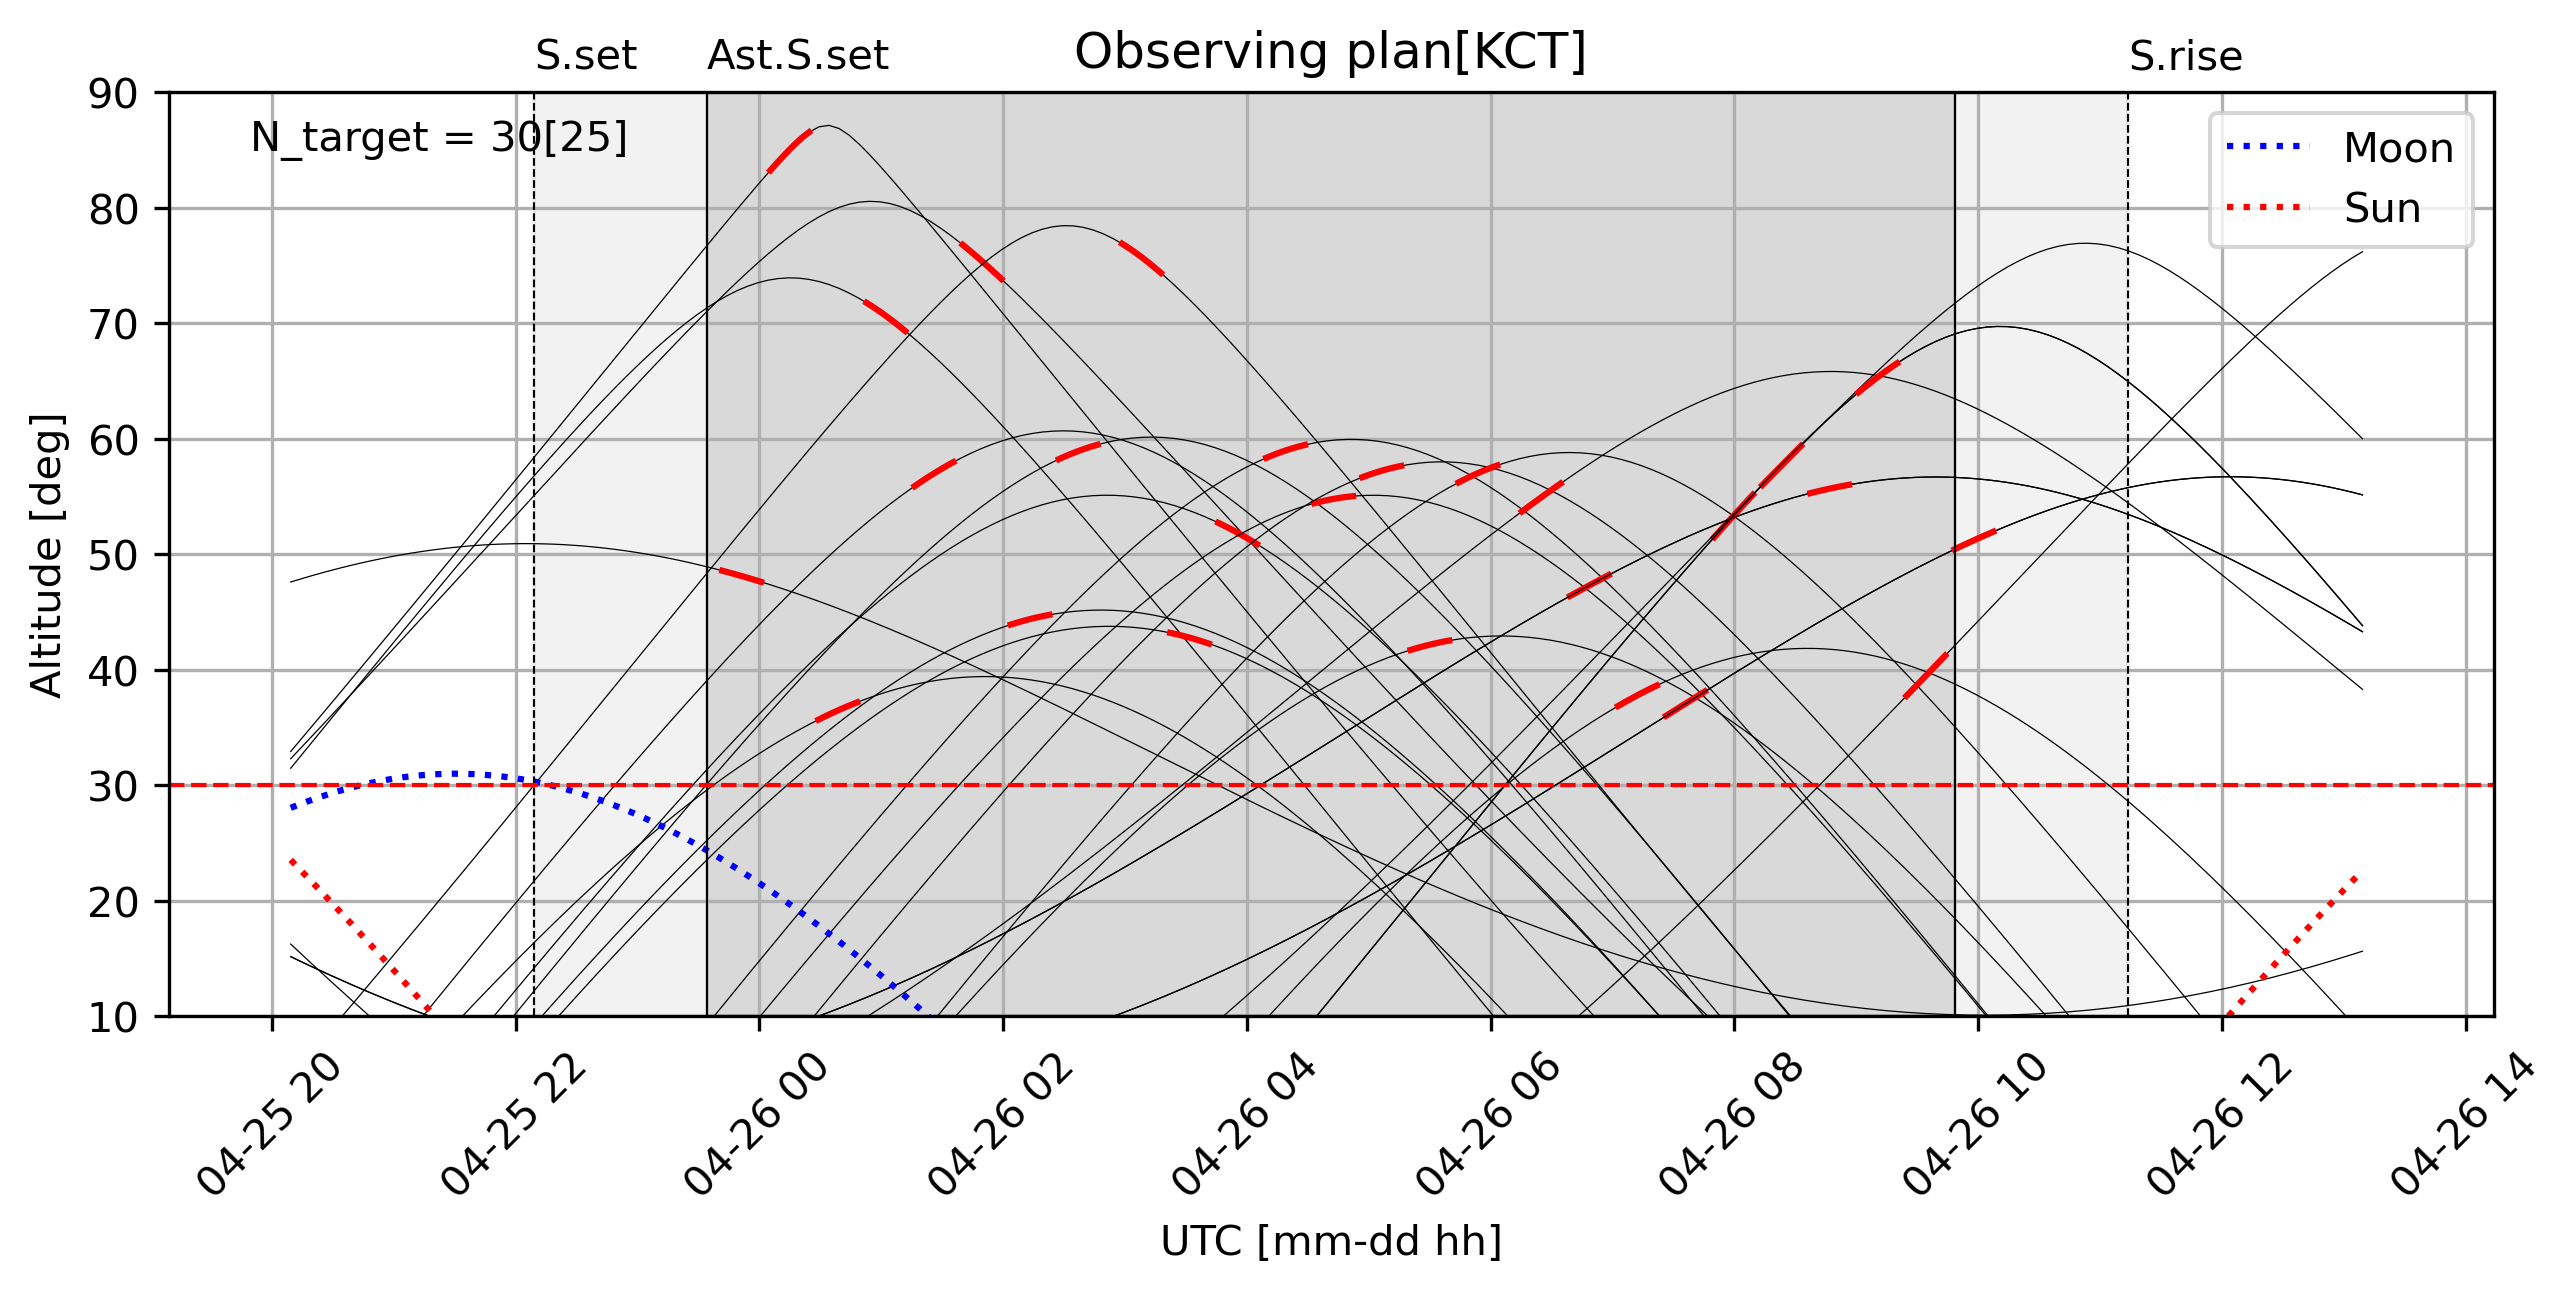 S.set Ast.S.set Observing plan[KCT] S.rise
N_target = 30[25]
Moon
Sun
Altitude [deg]
90
80
70
60
50
40
30
20
10
04-25 20 04-25 22 04-26 00 04-26 02 04-26 04 04-26 06 04-26 08 04-26 10 04-26 12 04-26 14
UTC [mm-dd hh]